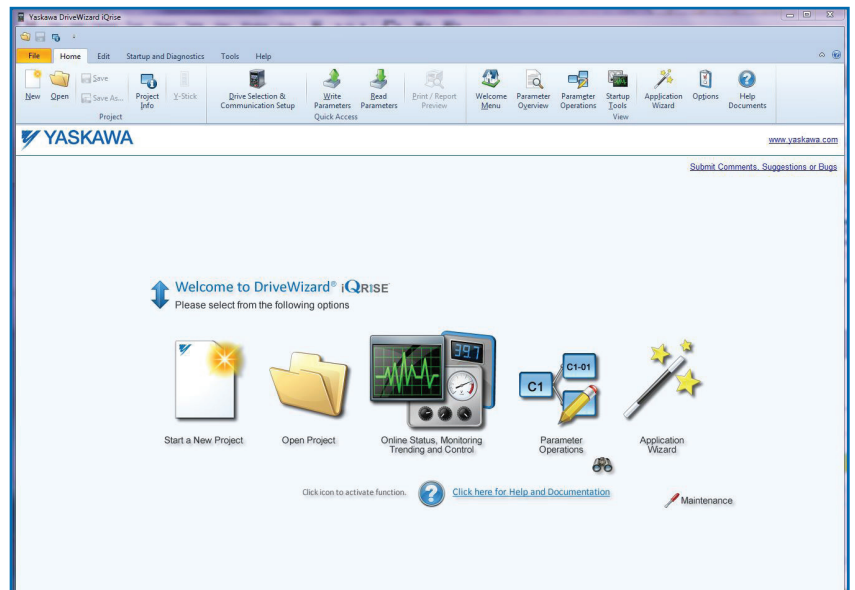 Yaskawa DriveWizard iQrise
File Home Edit Startup and Diagnostics Tools Help
New Open Save Save As... Project Info Y-Stick Drive Selection & Communication Setup Write Parameters Read Parameters Print / Report Preview Welcome Menu Parameter Overview Parameter Operations Startup Tools Application Wizard Options Help Documents
Project Quick Access View
YASKAWA www.yaskawa.com
Submit Comments, Suggestions or Bugs
Welcome to DriveWizard® iQRISE
Please select from the following options
39.7
C1-01
C1
Start a New Project Open Project Online Status, Monitoring Trending and Control Parameter Operations Application Wizard
Click icon to activate function. ? Click here for Help and Documentation
Maintenance